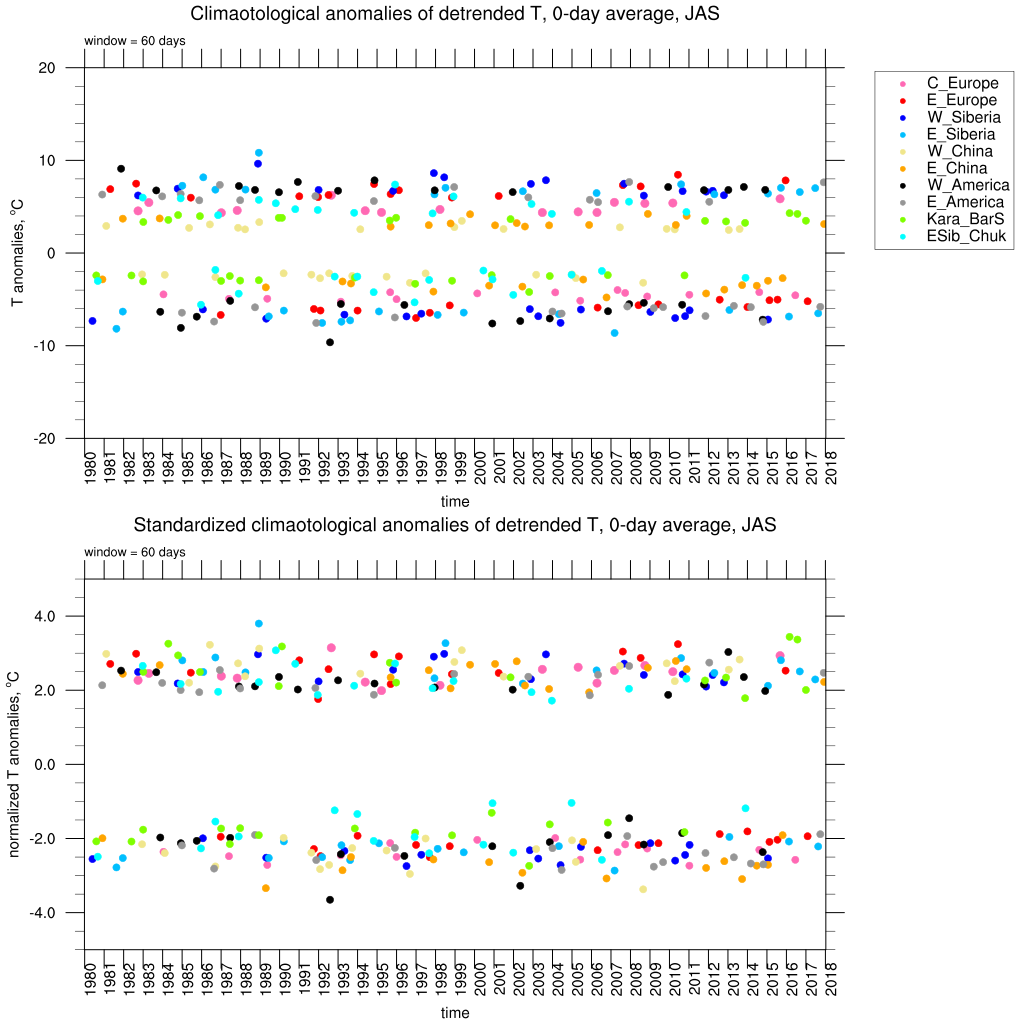 Climaotological anomalies of detrended T, 0-day average, JAS
window = 60 days
20
10
0
-10
-20
T anomalies, °C
1980 1981 1982 1983 1984 1985 1986 1987 1988 1989 1990 1991 1992 1993 1994 1995 1996 1997 1998 1999 2000 2001 2002 2003 2004 2005 2006 2007 2008 2009 2010 2011 2012 2013 2014 2015 2016 2017 2018
time
C_Europe
E_Europe
W_Siberia
E_Siberia
W_China
E_China
W_America
E_America
Kara_BarS
ESib_Chuk
Standardized climaotological anomalies of detrended T, 0-day average, JAS
window = 60 days
4.0
2.0
0.0
-2.0
-4.0
normalized T anomalies, °C
1980 1981 1982 1983 1984 1985 1986 1987 1988 1989 1990 1991 1992 1993 1994 1995 1996 1997 1998 1999 2000 2001 2002 2003 2004 2005 2006 2007 2008 2009 2010 2011 2012 2013 2014 2015 2016 2017 2018
time